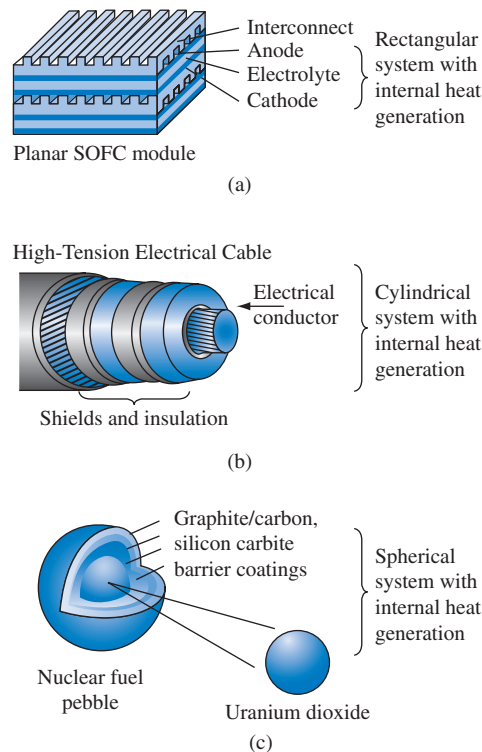 Interconnect
Anode
Electrolyte
Cathode
Rectangular
system with
internal heat
generation
Planar SOFC module
(a)
High-Tension Electrical Cable
Electrical
conductor
Cylindrical
system with
internal heat
generation
Shields and insulation
(b)
Graphite/carbon,
silicon carbite
barrier coatings
Spherical
system with
internal heat
generation
Nuclear fuel
pebble
Uranium dioxide
(c)